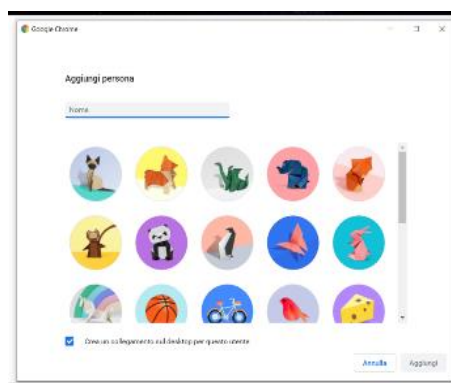 Google Chrome
Aggiungi persona
Nome
Crea un collegamento sul desktop per questo utente
Annulla
Aggiungi